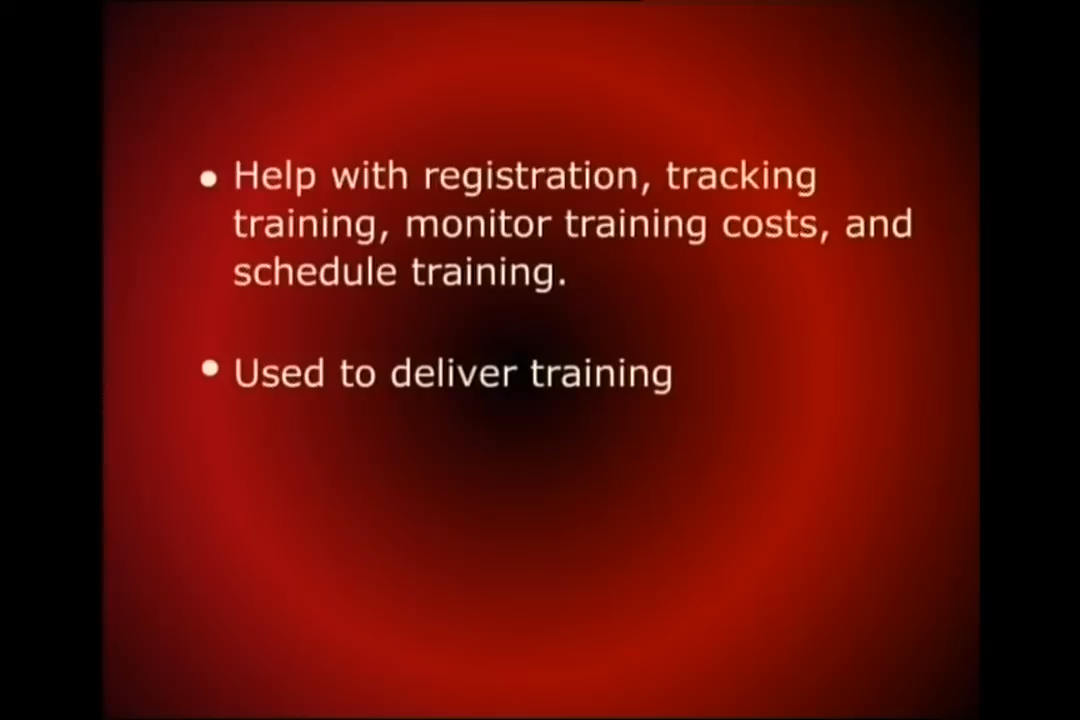 • Help with registration, tracking
training, monitor training costs, and
schedule training.
• Used to deliver training